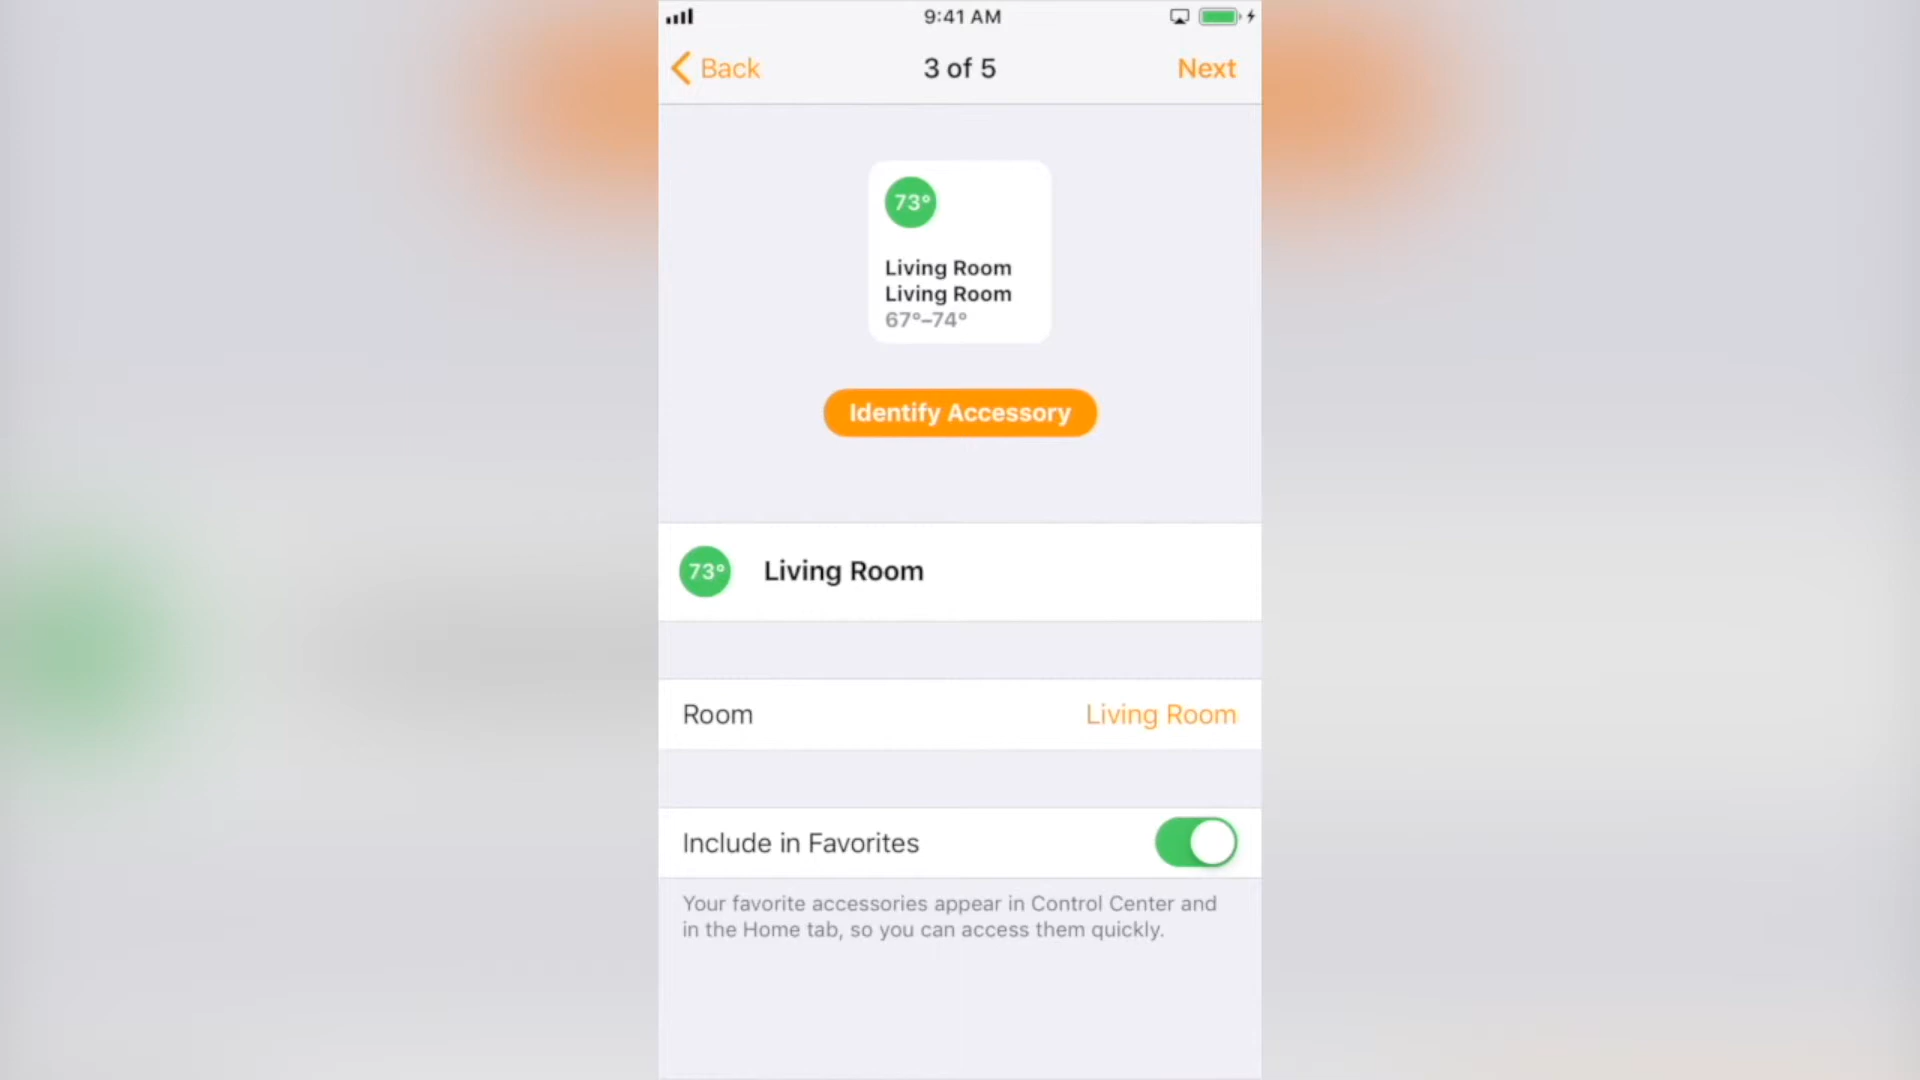 9:41 AM
Back
3 of 5
Next
73°
Living Room
Living Room
67°–74°
Identify Accessory
73°
Living Room
Room
Living Room
Include in Favorites
Your favorite accessories appear in Control Center and
in the Home tab, so you can access them quickly.